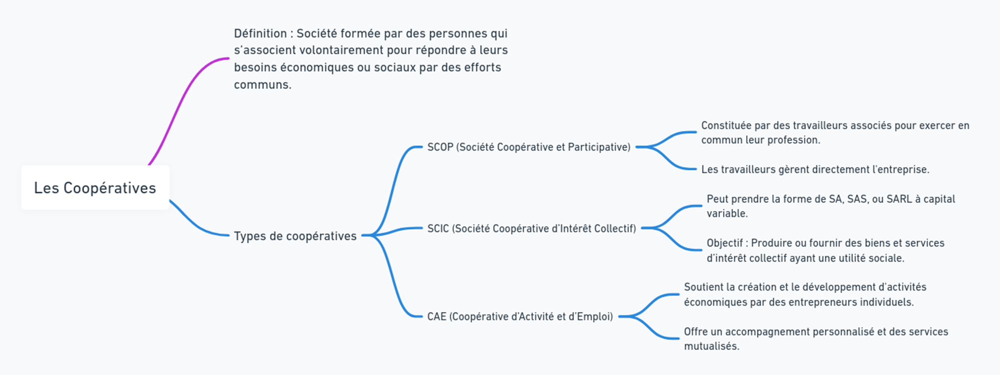 Définition : Société formée par des personnes qui
s'associent volontairement pour répondre à leurs
besoins économiques ou sociaux par des efforts
communs.
Les Coopératives
Types de coopératives
SCOP (Société Coopérative et Participative)
Constituée par des travailleurs associés pour exercer en
commun leur profession.
Les travailleurs gèrent directement l'entreprise.
SCIC (Société Coopérative d'Intérêt Collectif)
Peut prendre la forme de SA, SAS, ou SARL à capital
variable.
Objectif : Produire ou fournir des biens et services
d'intérêt collectif ayant une utilité sociale.
CAE (Coopérative d'Activité et d'Emploi)
Soutient la création et le développement d'activités
économiques par des entrepreneurs individuels.
Offre un accompagnement personnalisé et des services
mutualisés.